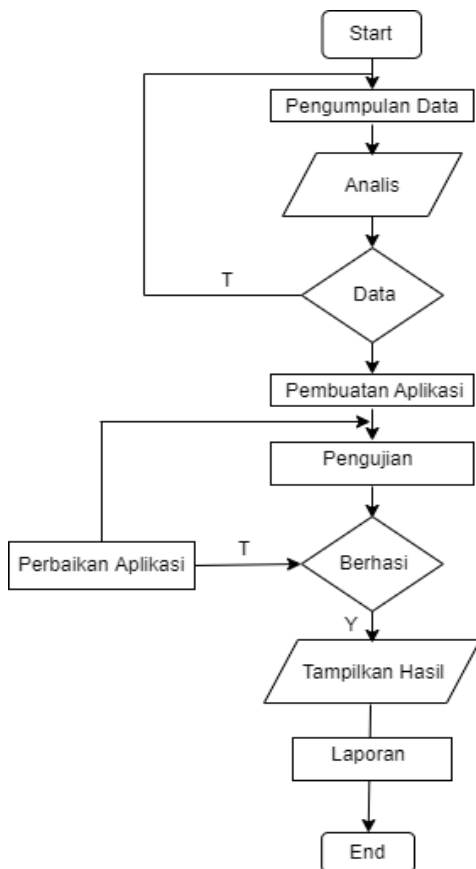 Start
Pengumpulan Data
Analis
T
Data
Pembuatan Aplikasi
Pengujian
Perbaikan Aplikasi
T
Berhasi
Y
Tampilkan Hasil
Laporan
End